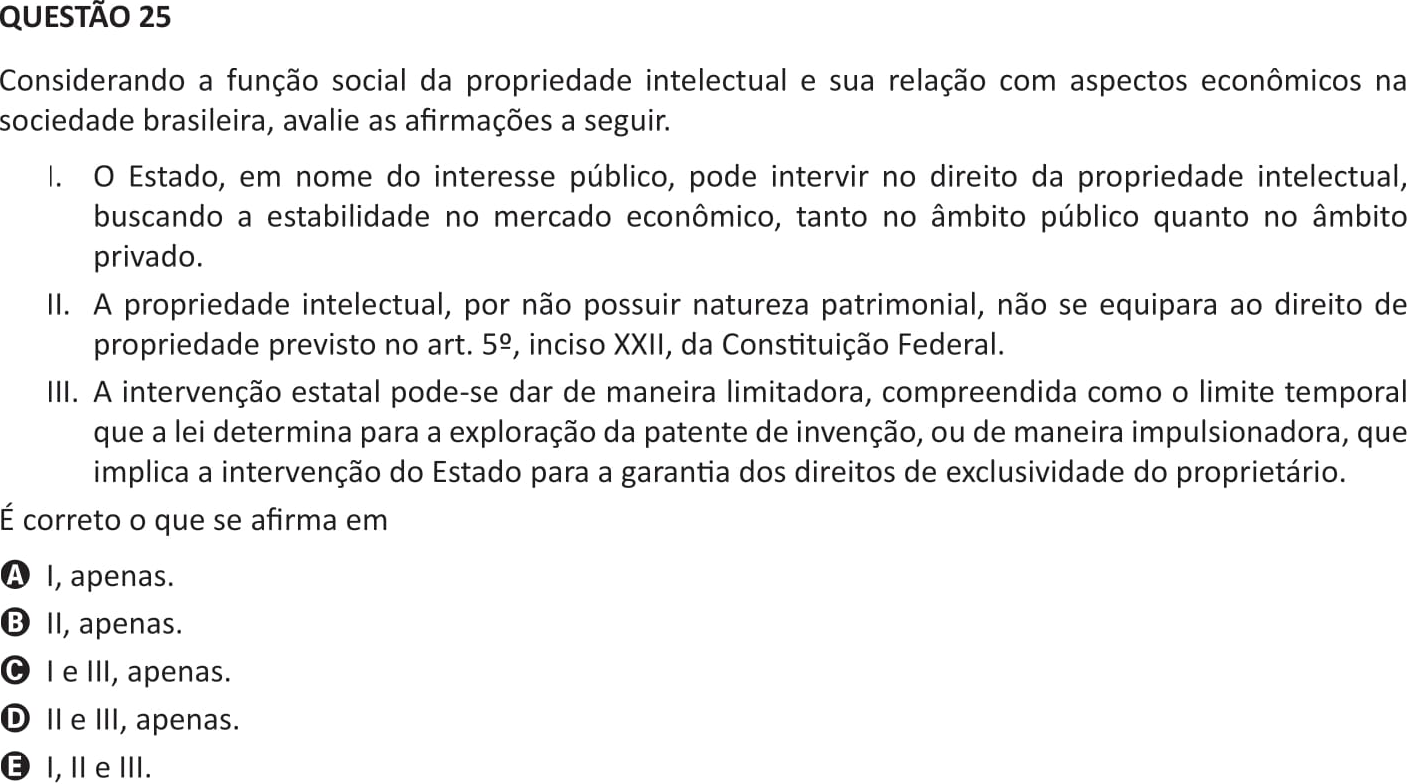 QUESTÃO 25
Considerando a função social da propriedade intelectual e sua relação com aspectos econômicos na
sociedade brasileira, avalie as afirmações a seguir.
I. O Estado, em nome do interesse público, pode intervir no direito da propriedade intelectual,
buscando a estabilidade no mercado econômico, tanto no âmbito público quanto no âmbito
privado.
II. A propriedade intelectual, por não possuir natureza patrimonial, não se equipara ao direito de
propriedade previsto no art. 5º, inciso XXII, da Constituição Federal.
III. A intervenção estatal pode-se dar de maneira limitadora, compreendida como o limite temporal
que a lei determina para a exploração da patente de invenção, ou de maneira impulsionadora, que
implica a intervenção do Estado para a garantia dos direitos de exclusividade do proprietário.
É correto o que se afirma em
A I, apenas.
B II, apenas.
C I e III, apenas.
D II e III, apenas.
E I, II e III.